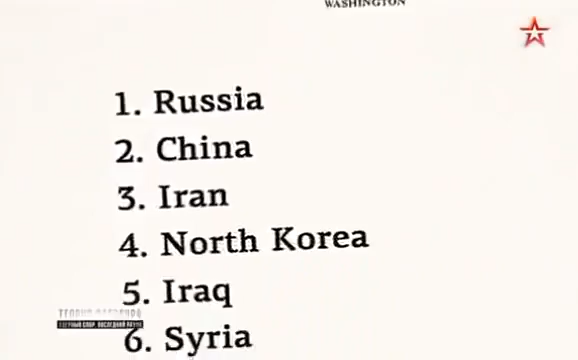 WASHINGTON
1. Russia
2. China
3. Iran
4. North Korea
5. Iraq
6. Syria